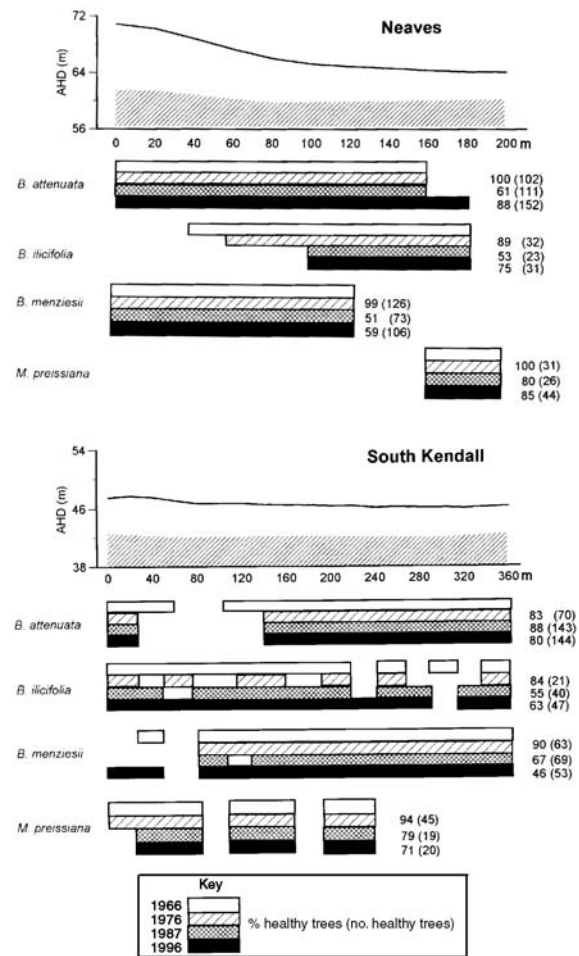 Neaves
72
64
56
AHD (m)
0 20 40 60 80 100 120 140 160 180 200 m
B. attenuata
100 (102)
61 (111)
88 (152)
B. ilicifolia
89 (32)
53 (23)
75 (31)
B. menziesii
99 (126)
51 (73)
59 (106)
M. preissiana
100 (31)
80 (26)
85 (44)
South Kendall
54
46
38
AHD (m)
0 40 80 120 160 200 240 280 320 360 m
B. attenuata
83 (70)
88 (143)
80 (144)
B. ilicifolia
84 (21)
55 (40)
63 (47)
B. menziesii
90 (63)
67 (69)
46 (53)
M. preissiana
94 (45)
79 (19)
71 (20)
Key
1966
1976
1987
1996
% healthy trees (no. healthy trees)